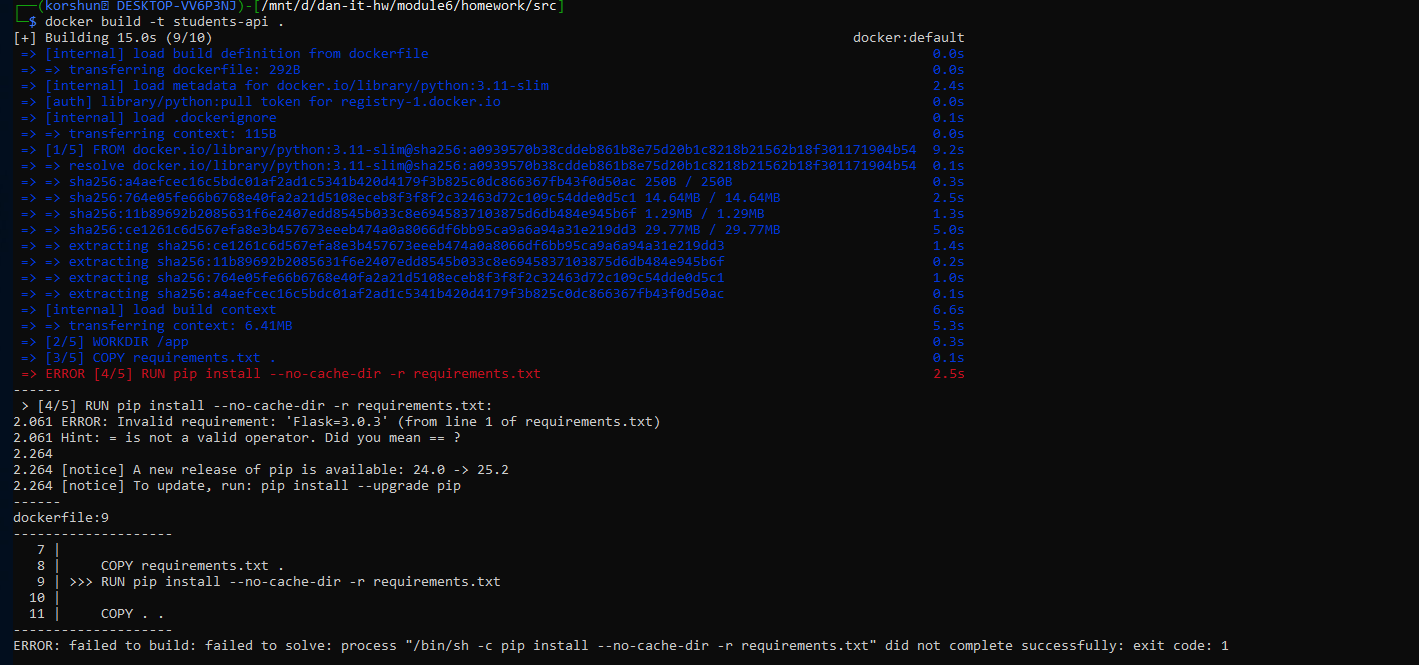 ┌──(korshun㉿ DESKTOP-VV6P3NJ)-[/mnt/d/dan-it-hw/module6/homework/src]
└─$ docker build -t students-api .
[+] Building 15.0s (9/10) docker:default
=> [internal] load build definition from dockerfile 0.0s
=> => transferring dockerfile: 292B 0.0s
=> [internal] load metadata for docker.io/library/python:3.11-slim 2.4s
=> [auth] library/python:pull token for registry-1.docker.io 0.0s
=> [internal] load .dockerignore 0.1s
=> => transferring context: 115B 0.0s
=> [1/5] FROM docker.io/library/python:3.11-slim@sha256:a0939570b38cddeb861b8e75d20b1c8218b21562b18f301171904b54 9.2s
=> => resolve docker.io/library/python:3.11-slim@sha256:a0939570b38cddeb861b8e75d20b1c8218b21562b18f301171904b54 0.1s
=> => sha256:a4aefcec16c5bdc01af2ad1c5341b420d4179f3b825c0dc866367fb43f0d50ac 250B / 250B 0.3s
=> => sha256:764e05fe66b6768e40fa2a21d5108eceb8f3f8f2c32463d72c109c54dde0d5c1 14.64MB / 14.64MB 2.5s
=> => sha256:11b89692b2085631f6e2407edd8545b033c8e6945837103875d6db484e945b6f 1.29MB / 1.29MB 1.3s
=> => sha256:ce1261c6d567efa8e3b457673eeeb474a0a8066df6bb95ca9a6a94a31e219dd3 29.77MB / 29.77MB 5.0s
=> => extracting sha256:ce1261c6d567efa8e3b457673eeeb474a0a8066df6bb95ca9a6a94a31e219dd3 1.4s
=> => extracting sha256:11b89692b2085631f6e2407edd8545b033c8e6945837103875d6db484e945b6f 0.2s
=> => extracting sha256:764e05fe66b6768e40fa2a21d5108eceb8f3f8f2c32463d72c109c54dde0d5c1 1.0s
=> => extracting sha256:a4aefcec16c5bdc01af2ad1c5341b420d4179f3b825c0dc866367fb43f0d50ac 0.1s
=> [internal] load build context 6.6s
=> => transferring context: 6.41MB 5.3s
=> [2/5] WORKDIR /app 0.3s
=> [3/5] COPY requirements.txt . 0.1s
=> ERROR [4/5] RUN pip install --no-cache-dir -r requirements.txt 2.5s
------
> [4/5] RUN pip install --no-cache-dir -r requirements.txt:
2.061 ERROR: Invalid requirement: 'Flask=3.0.3' (from line 1 of requirements.txt)
2.061 Hint: = is not a valid operator. Did you mean == ?
2.264
2.264 [notice] A new release of pip is available: 24.0 -> 25.2
2.264 [notice] To update, run: pip install --upgrade pip
------
dockerfile:9
--------------------
7 |
8 | COPY requirements.txt .
9 | >>> RUN pip install --no-cache-dir -r requirements.txt
10 |
11 | COPY . .
--------------------
ERROR: failed to build: failed to solve: process "/bin/sh -c pip install --no-cache-dir -r requirements.txt" did not complete successfully: exit code: 1